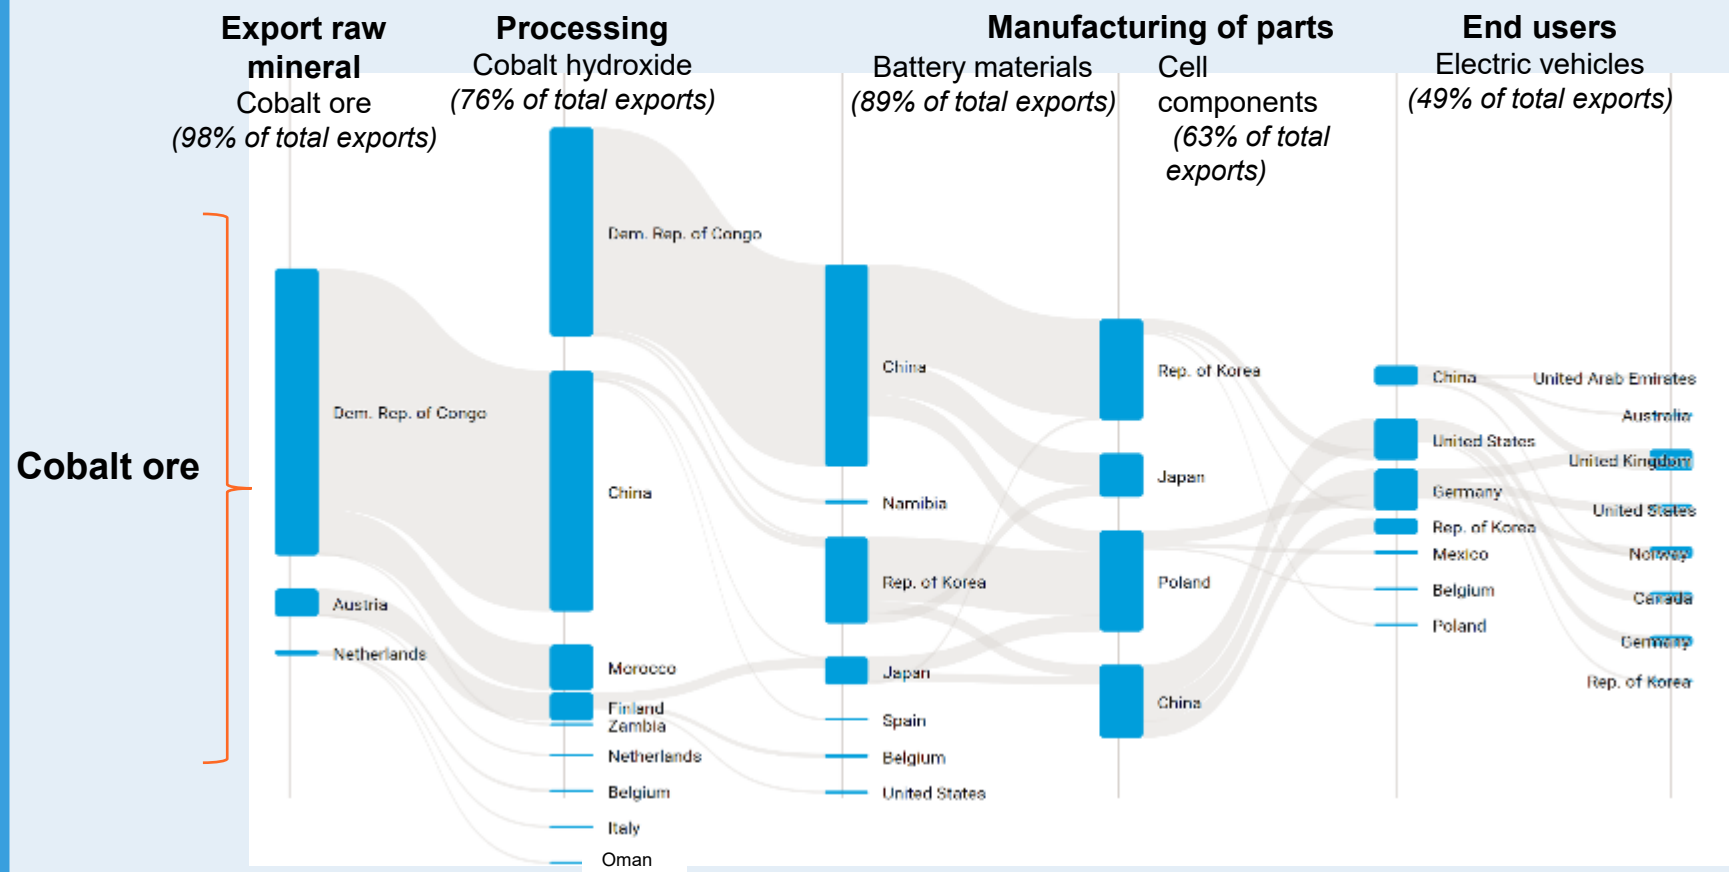 Export raw
mineral
Cobalt ore
(98% of total exports)
Processing
Cobalt hydroxide
(76% of total exports)
Manufacturing of parts
Battery materials
(89% of total exports)
Cell
components
(63% of total
exports)
End users
Electric vehicles
(49% of total exports)
Cobalt ore
Dem. Rep. of Congo
Austria
Netherlands
Dem. Rep. of Congo
China
Morocco
Finland
Zambia
Netherlands
Belgium
Italy
Oman
China
Namibia
Rep. of Korea
Japan
Spain
Belgium
United States
Rep. of Korea
Japan
Poland
China
China
United States
Germany
Rep. of Korea
Mexico
Belgium
Poland
United Arab Emirates
Australia
United Kingdom
United States
Norway
Canada
Germany
Rep. of Korea